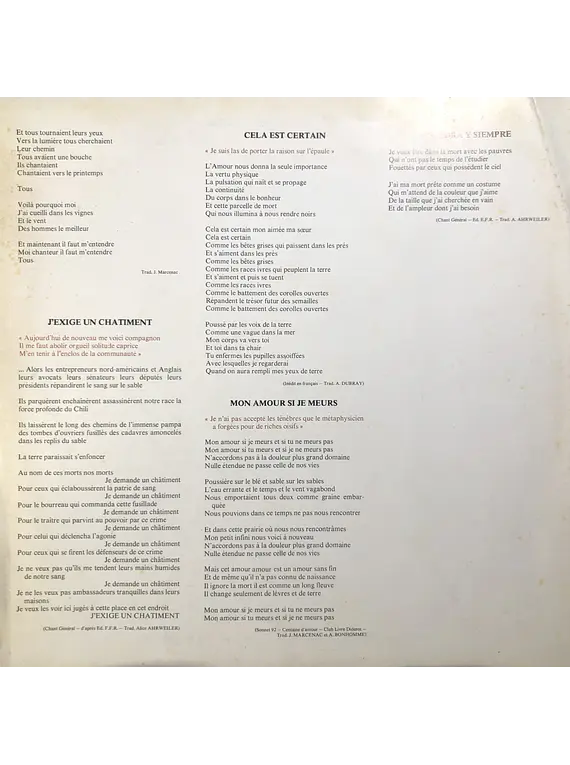 Et tous tournaient leurs yeux
Vers la lumière tous cherchaient
Leur chemin
Tous avaient une bouche
Ils chantaient
Chantaient vers le printemps
Tous
Voilà pourquoi moi
J'ai cueilli dans les vignes
Et le vent
Des hommes le meilleur
Et maintenant il faut m'entendre
Moi chanteur il faut m'entendre
Tous
Trad. J. Marcenac
J'EXIGE UN CHATIMENT
« Aujourd'hui de nouveau me voici compagnon
Il me faut abolir orgueil solitude caprice
M'en tenir à l'enclos de la communauté »
... Alors les entrepreneurs nord-américains et Anglais
leurs avocats leurs sénateurs leurs députés leurs
présidents répandirent le sang sur le sable
Ils parquèrent enchaînèrent assassinèrent notre race la
force profonde du Chili
Ils laissèrent le long des chemins de l'immense pampa
des tombes d'ouvriers fusillés des cadavres amoncelés
dans les replis du sable
La terre paraissait s'enfoncer
Au nom de ces morts nos morts
Je demande un châtiment
Pour ceux qui éclaboussèrent la patrie de sang
Je demande un châtiment
Pour le bourreau qui commanda cette fusillade
Je demande un châtiment
Pour le traître qui parvint au pouvoir par ce crime
Je demande un châtiment
Pour celui qui déclencha l'agonie
Je demande un châtiment
Pour ceux qui se firent les défenseurs de ce crime
Je demande un châtiment
Je ne veux pas qu'ils me tendent leurs mains humides
de notre sang
Je demande un châtiment
Je ne les veux pas ambassadeurs tranquilles dans leurs
maisons
Je veux les voir ici jugés à cette place en cet endroit
J'EXIGE UN CHATIMENT
(Chant Général – d'après Ed. E.F.R. – Trad. Alice AHRWEILER)
CELA EST CERTAIN
« Je suis las de porter la raison sur l'épaule »
L'Amour nous donna la seule importance
La vertu physique
La pulsation qui naît et se propage
La continuité
Du corps dans le bonheur
Et cette parcelle de mort
Qui nous illumina à nous rendre noirs
Cela est certain mon aimée ma sœur
Cela est certain
Comme les bêtes grises qui paissent dans les prés
Et s'aiment dans les prés
Comme les bêtes grises
Comme les races ivres qui peuplent la terre
Et s'aiment et puis se tuent
Comme les races ivres
Comme le battement des corolles ouvertes
Répandent le trésor futur des semailles
Comme le battement des corolles ouvertes
Poussé par les voix de la terre
Comme une vague dans la mer
Mon corps va vers toi
Et toi dans ta chair
Tu enfermes les pupilles assoiffées
Avec lesquelles je regarderai
Quand on aura rempli mes yeux de terre
(Inédit en français – Trad. A. DUBRAY)
MON AMOUR SI JE MEURS
« Je n'ai pas accepté les ténèbres que le métaphysicien
a forgées pour de riches oisifs »
Mon amour si je meurs et si tu ne meurs pas
Mon amour si tu meurs et si je ne meurs pas
N'accordons pas à la douleur plus grand domaine
Nulle étendue ne passe celle de nos vies
Poussière sur le blé et sable sur les sables
L'eau errante et le temps et le vent vagabond
Nous emportaient tous deux comme graine embar-
quée
Nous pouvions dans ce temps ne pas nous rencontrer
Et dans cette prairie où nous nous rencontrâmes
Mon petit infini nous voici à nouveau
N'accordons pas à la douleur plus grand domaine
Nulle étendue ne passe celle de nos vies
Mais cet amour amour est un amour sans fin
Et de même qu'il n'a pas connu de naissance
Il ignore la mort il est comme un long fleuve
Il change seulement de lèvres et de terre
Mon amour si je meurs et si tu ne meurs pas
Mon amour si tu meurs et si je ne meurs pas
(Sonnet 92 – Centaine d'amour – Club Livre Diderot –
Trad. J. MARCENAC et A. BONHOMME)
Y SIEMPRE
Je veux être dans la mort avec les pauvres
Qui n'ont pas le temps de l'étudier
Fouettés par ceux qui possèdent le ciel
J'ai ma mort prête comme un costume
Qui m'attend de la couleur que j'aime
De la taille que j'ai cherchée en vain
Et de l'ampleur dont j'ai besoin
(Chant Général – Ed. E.F.R. – Trad. A. AHRWEILER)